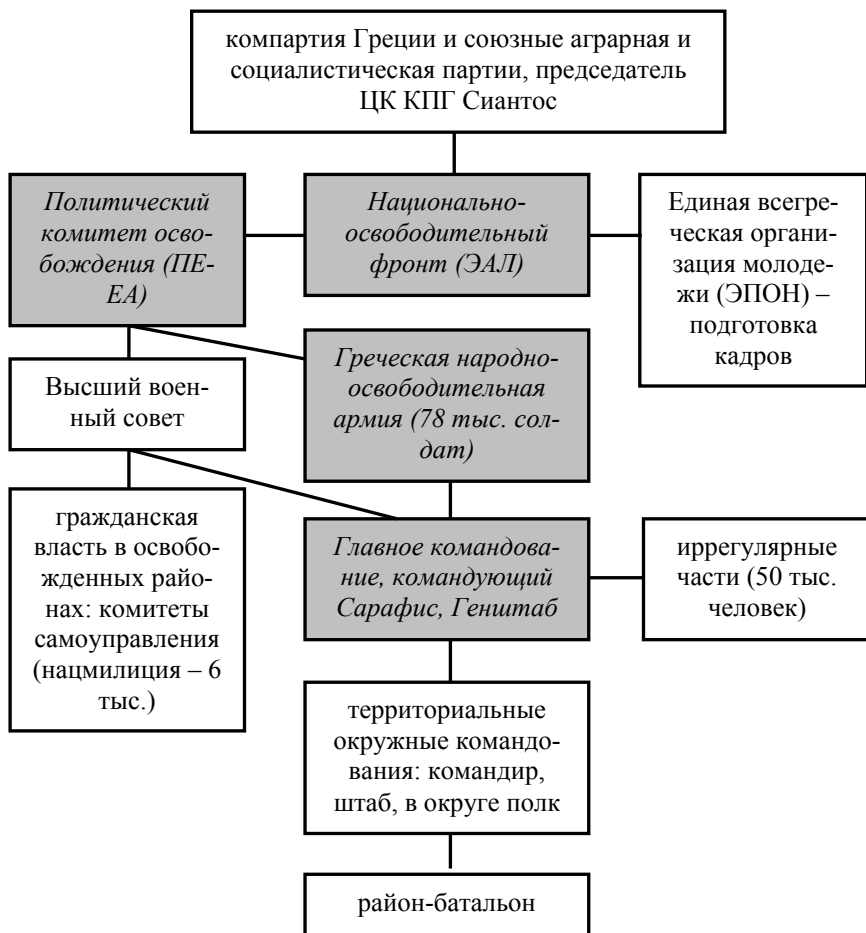 компартия Греции и союзные аграрная и
социалистическая партии, председатель
ЦК КПГ Сиантос
Политический
комитет осво-
бождения (ПЕ-
ЕА)
Национально-
освободительный
фронт (ЭАЛ)
Единая всегре-
ческая органи-
зация молоде-
жи (ЭПОН) –
подготовка
кадров
Высший воен-
ный совет
Греческая народно-
освободительная
армия (78 тыс. сол-
дат)
гражданская
власть в освобо-
жденных райо-
нах: комитеты
самоуправления
(нацмилиция – 6
тыс.)
Главное командова-
ние, командующий
Сарафис, Генштаб
иррегулярные
части (50 тыс.
человек)
территориальные
окружные командо-
вания: командир,
штаб, в округе полк
район-батальон